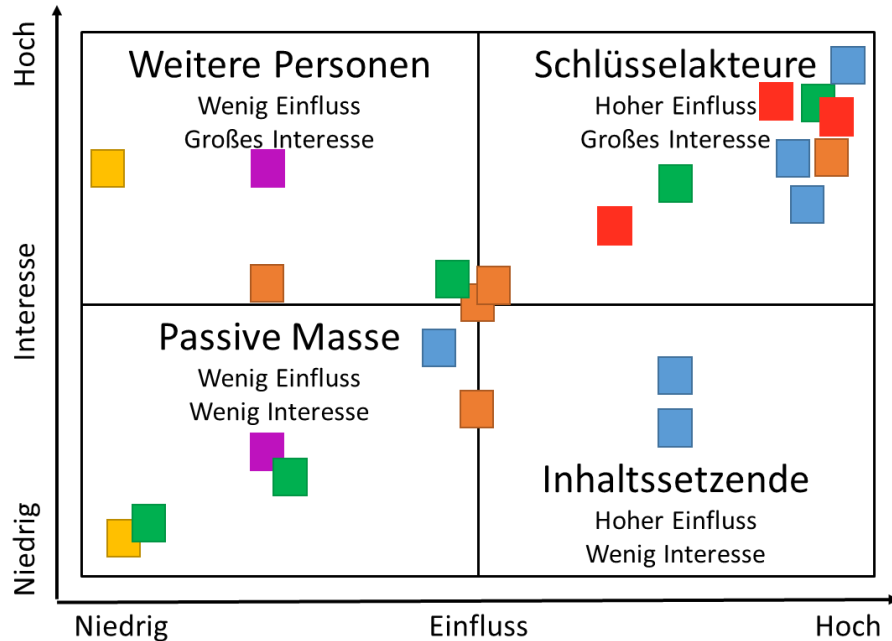 Hoch
Interesse
Niedrig
Weitere Personen
Wenig Einfluss
Großes Interesse
Schlüsselakteure
Hoher Einfluss
Großes Interesse
Passive Masse
Wenig Einfluss
Wenig Interesse
Inhaltssetzende
Hoher Einfluss
Wenig Interesse
Niedrig
Einfluss
Hoch